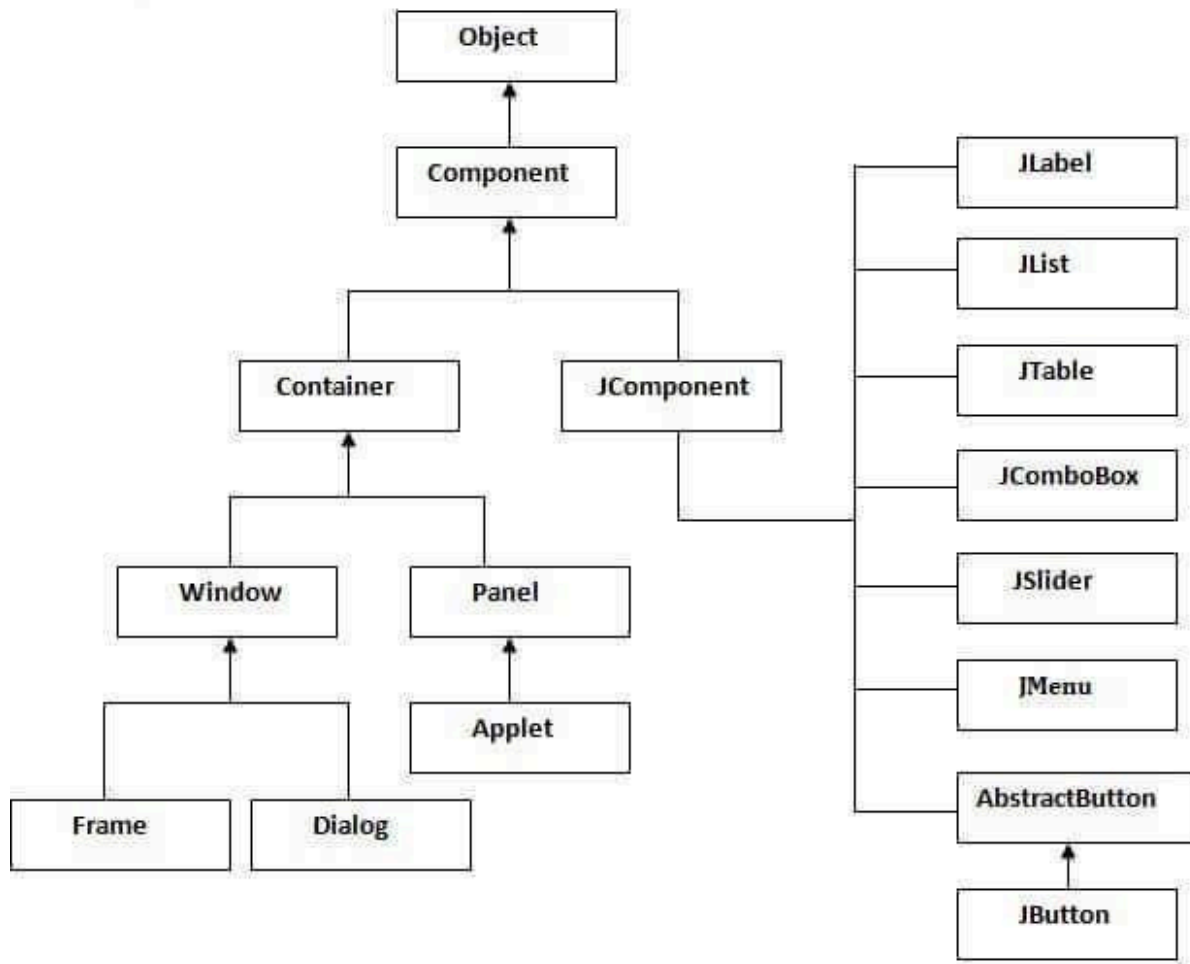 Object
Component
Container
JComponent
Window
Panel
Applet
Frame
Dialog
JLabel
JList
JTable
JComboBox
JSlider
JMenu
AbstractButton
JButton